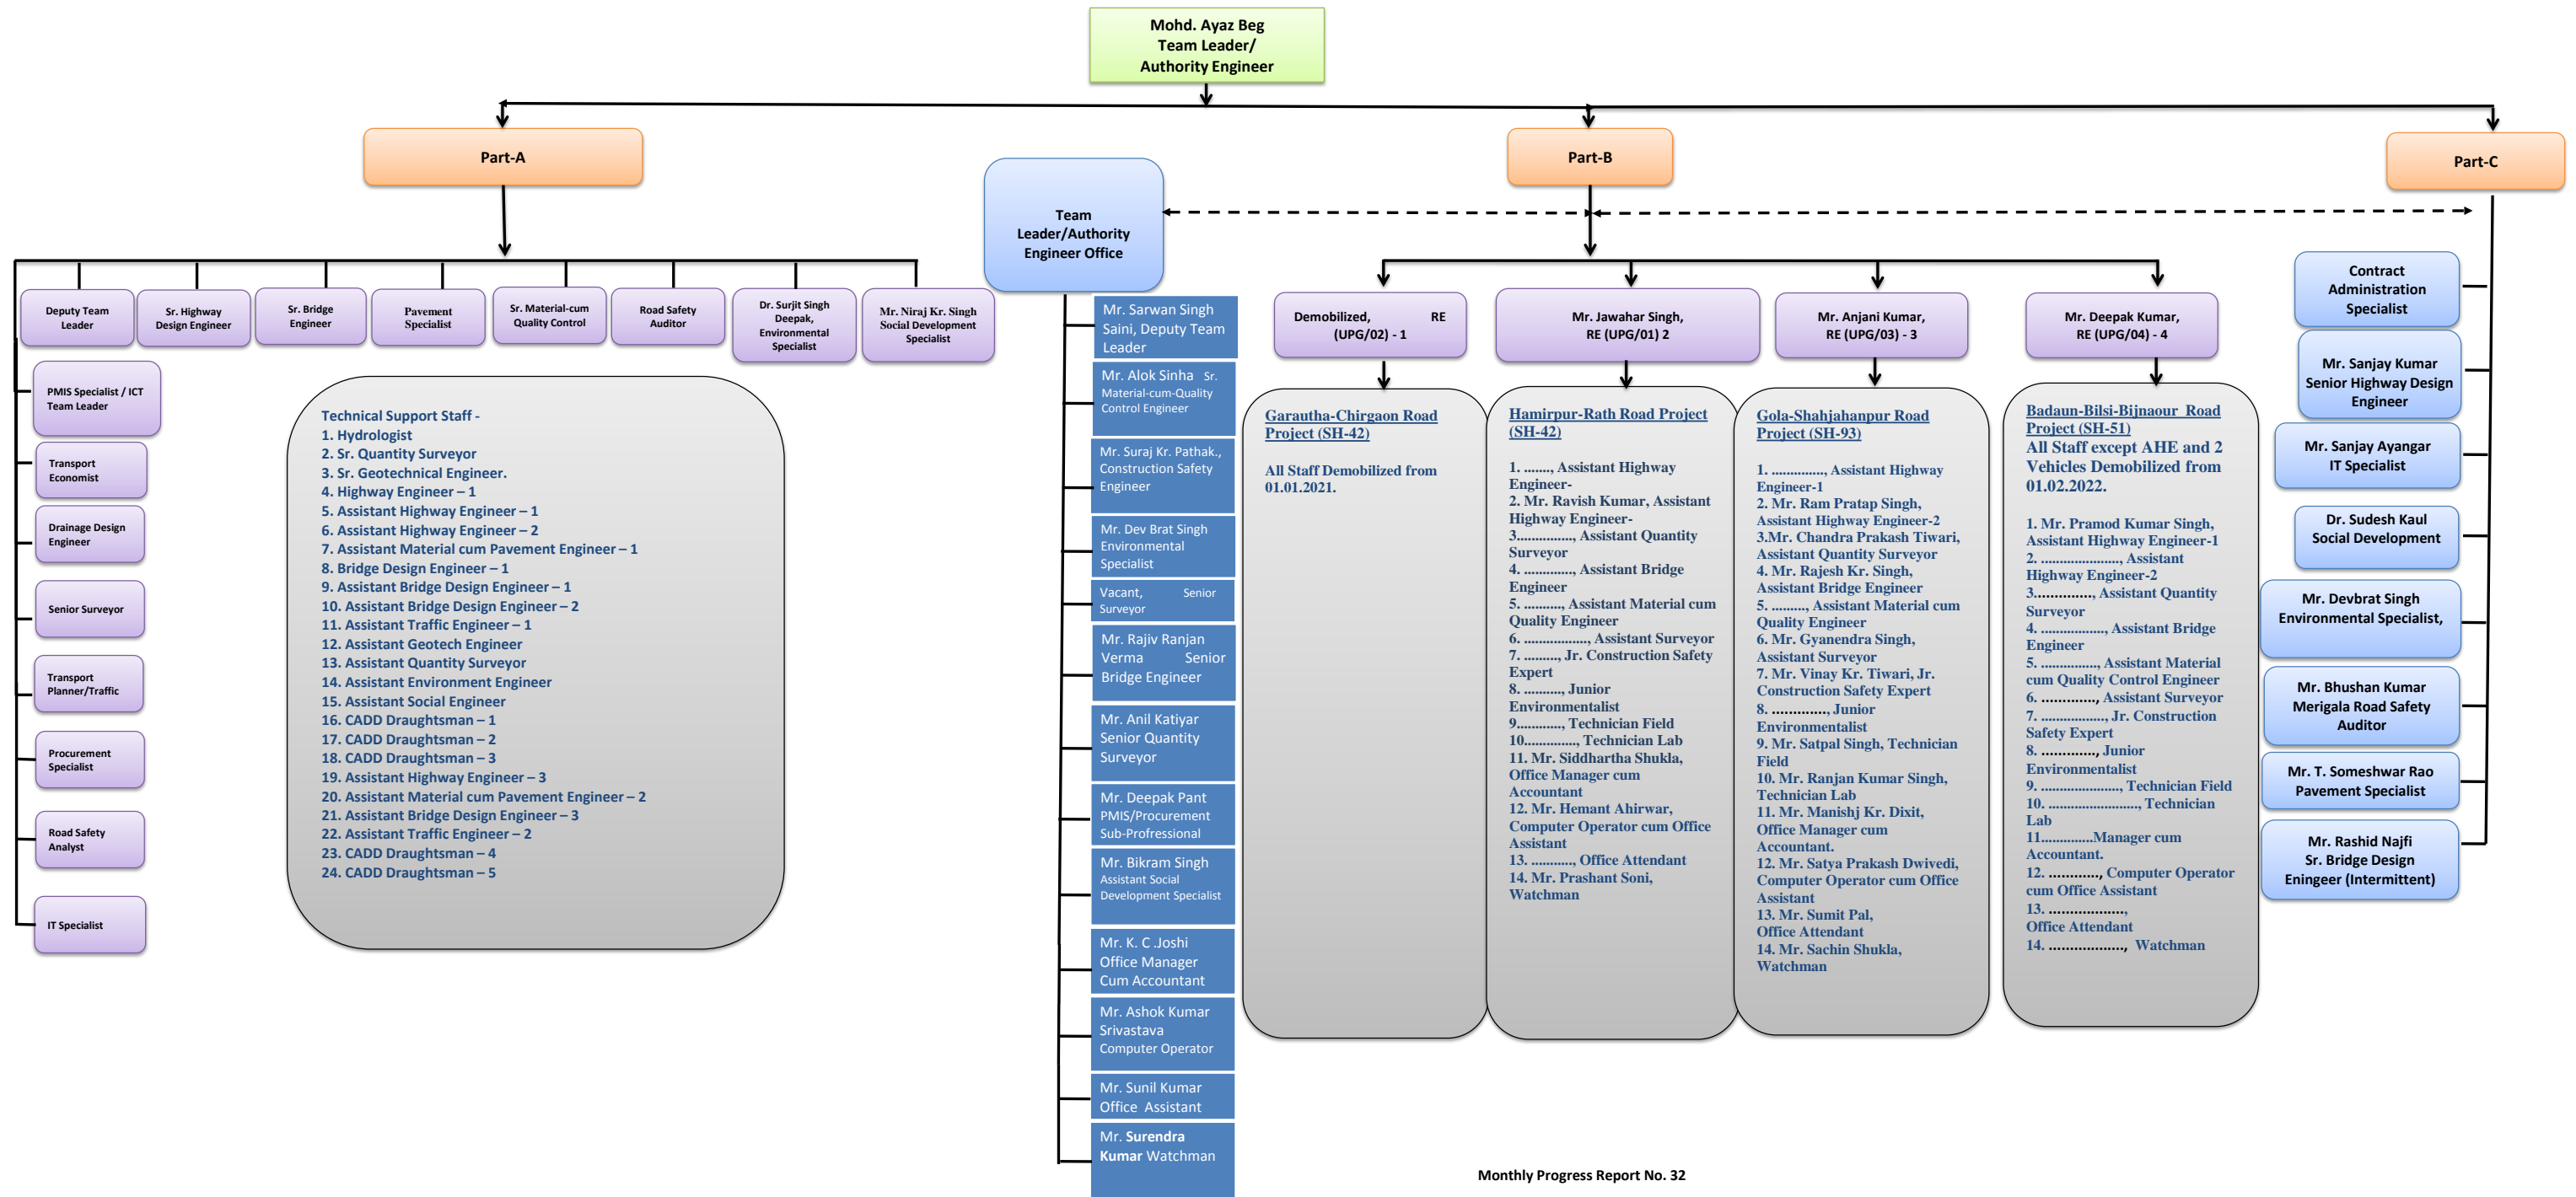 Mohd. Ayaz Beg
Team Leader/
Authority Engineer
Part-A
Part-B
Part-C
Team
Leader/Authority
Engineer Office
Deputy Team
Leader
Sr. Highway
Design Engineer
Sr. Bridge
Engineer
Pavement
Specialist
Sr. Material-cum
Quality Control
Road Safety
Auditor
Dr. Surjit Singh
Deepak,
Environmental
Specialist
Mr. Niraj Kr. Singh
Social Development
Specialist
PMIS Specialist / ICT
Team Leader
Transport
Economist
Drainage Design
Engineer
Senior Surveyor
Transport
Planner/Traffic
Procurement
Specialist
Road Safety
Analyst
IT Specialist
Technical Support Staff -
1. Hydrologist
2. Sr. Quantity Surveyor
3. Sr. Geotechnical Engineer.
4. Highway Engineer – 1
5. Assistant Highway Engineer – 1
6. Assistant Highway Engineer – 2
7. Assistant Material cum Pavement Engineer – 1
8. Bridge Design Engineer – 1
9. Assistant Bridge Design Engineer – 1
10. Assistant Bridge Design Engineer – 2
11. Assistant Traffic Engineer – 1
12. Assistant Geotech Engineer
13. Assistant Quantity Surveyor
14. Assistant Environment Engineer
15. Assistant Social Engineer
16. CADD Draughtsman – 1
17. CADD Draughtsman – 2
18. CADD Draughtsman – 3
19. Assistant Highway Engineer – 3
20. Assistant Material cum Pavement Engineer – 2
21. Assistant Bridge Design Engineer – 3
22. Assistant Traffic Engineer – 2
23. CADD Draughtsman – 4
24. CADD Draughtsman – 5
Mr. Sarwan Singh
Saini, Deputy Team
Leader
Mr. Alok Sinha Sr.
Material-cum-Quality
Control Engineer
Mr. Suraj Kr. Pathak.,
Construction Safety
Engineer
Mr. Dev Brat Singh
Environmental
Specialist
Vacant, Senior
Surveyor
Mr. Rajiv Ranjan
Verma Senior
Bridge Engineer
Mr. Anil Katiyar
Senior Quantity
Surveyor
Mr. Deepak Pant
PMIS/Procurement
Sub-Profressional
Mr. Bikram Singh
Assistant Social
Development Specialist
Mr. K. C .Joshi
Office Manager
Cum Accountant
Mr. Ashok Kumar
Srivastava
Computer Operator
Mr. Sunil Kumar
Office Assistant
Mr. Surendra
Kumar Watchman
Demobilized, RE
(UPG/02) - 1
Garautha-Chirgaon Road
Project (SH-42)
All Staff Demobilized from
01.01.2021.
Mr. Jawahar Singh,
RE (UPG/01) 2
Hamirpur-Rath Road Project
(SH-42)
1. ......., Assistant Highway
Engineer-
2. Mr. Ravish Kumar, Assistant
Highway Engineer-
3.............., Assistant Quantity
Surveyor
4. ............., Assistant Bridge
Engineer
5. .........., Assistant Material cum
Quality Engineer
6. ................., Assistant Surveyor
7. ........., Jr. Construction Safety
Expert
8. .........., Junior
Environmentalist
9..........., Technician Field
10............., Technician Lab
11. Mr. Siddhartha Shukla,
Office Manager cum
Accountant
12. Mr. Hemant Ahirwar,
Computer Operator cum Office
Assistant
13. ..........., Office Attendant
14. Mr. Prashant Soni,
Watchman
Mr. Anjani Kumar,
RE (UPG/03) - 3
Gola-Shahjahanpur Road
Project (SH-93)
1. .............., Assistant Highway
Engineer-1
2. Mr. Ram Pratap Singh,
Assistant Highway Engineer-2
3.Mr. Chandra Prakash Tiwari,
Assistant Quantity Surveyor
4. Mr. Rajesh Kr. Singh,
Assistant Bridge Engineer
5. ........., Assistant Material cum
Quality Engineer
6. Mr. Gyanendra Singh,
Assistant Surveyor
7. Mr. Vinay Kr. Tiwari, Jr.
Construction Safety Expert
8. ............., Junior
Environmentalist
9. Mr. Satpal Singh, Technician
Field
10. Mr. Ranjan Kumar Singh,
Technician Lab
11. Mr. Manishj Kr. Dixit,
Office Manager cum
Accountant.
12. Mr. Satya Prakash Dwivedi,
Computer Operator cum Office
Assistant
13. Mr. Sumit Pal,
Office Attendant
14. Mr. Sachin Shukla,
Watchman
Mr. Deepak Kumar,
RE (UPG/04) - 4
Badaun-Bilsi-Bijnaour Road
Project (SH-51)
All Staff except AHE and 2
Vehicles Demobilized from
01.02.2022.
1. Mr. Pramod Kumar Singh,
Assistant Highway Engineer-1
2. ......................, Assistant
Highway Engineer-2
3.............., Assistant Quantity
Surveyor
4. ................., Assistant Bridge
Engineer
5. ..............., Assistant Material
cum Quality Control Engineer
6. .............., Assistant Surveyor
7. ................., Jr. Construction
Safety Expert
8. ............., Junior
Environmentalist
9. ....................., Technician Field
10. ........................, Technician
Lab
11.............Manager cum
Accountant.
12. ............, Computer Operator
cum Office Assistant
13. ...................,
Office Attendant
14. ..................., Watchman
Contract
Administration
Specialist
Mr. Sanjay Kumar
Senior Highway Design
Engineer
Mr. Sanjay Ayangar
IT Specialist
Dr. Sudesh Kaul
Social Development
Mr. Devbrat Singh
Environmental Specialist,
Mr. Bhushan Kumar
Merigala Road Safety
Auditor
Mr. T. Someshwar Rao
Pavement Specialist
Mr. Rashid Najfi
Sr. Bridge Design
Eningeer (Intermittent)
Monthly Progress Report No. 32